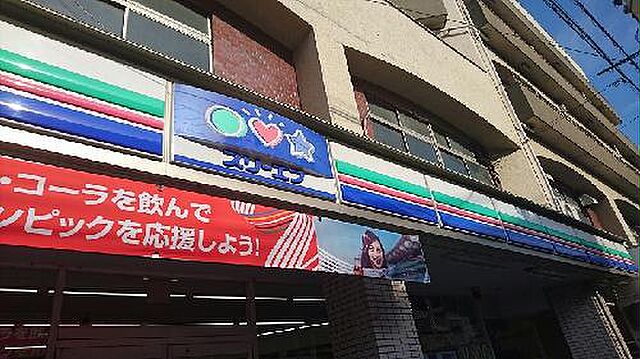 スリーエフ
・コーラを飲んで
ンピックを応援しよう!